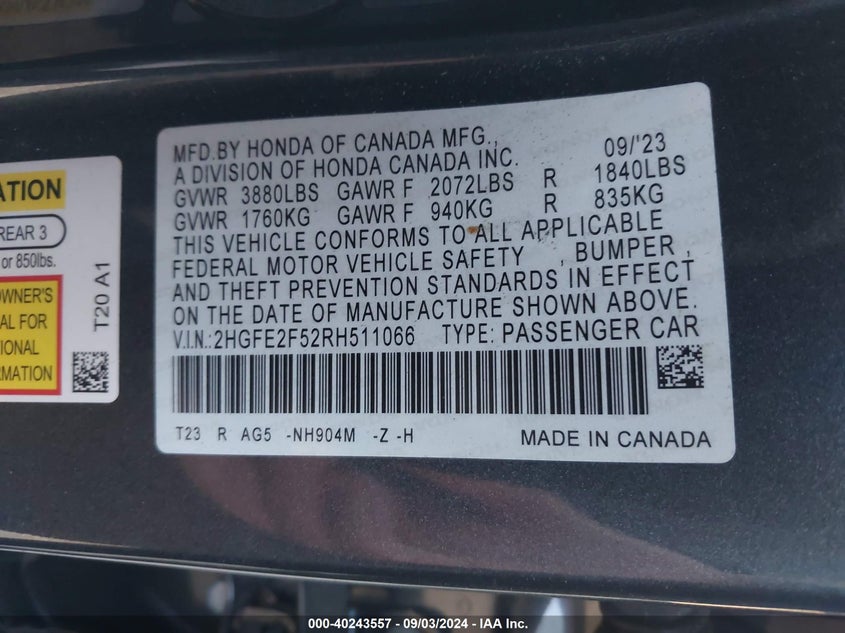 MFD.BY HONDA OF CANADA MFG., 09/'23
A DIVISION OF HONDA CANADA INC.
GVWR 3880LBS GAWR F 2072LBS R 1840LBS
GVWR 1760KG GAWR F 940KG R 835KG
THIS VEHICLE CONFORMS TO ALL APPLICABLE
FEDERAL MOTOR VEHICLE SAFETY , BUMPER ,
AND THEFT PREVENTION STANDARDS IN EFFECT
ON THE DATE OF MANUFACTURE SHOWN ABOVE.
V.I.N.:2HGFE2F52RH511066 TYPE: PASSENGER CAR
T23 R AG5 -NH904M -Z -H MADE IN CANADA
ATION
REAR 3
or 850lbs.
OWNER'S
AL FOR
IONAL
RMATION
T20 A1
000-40243557 - 09/03/2024 - IAA, Inc.